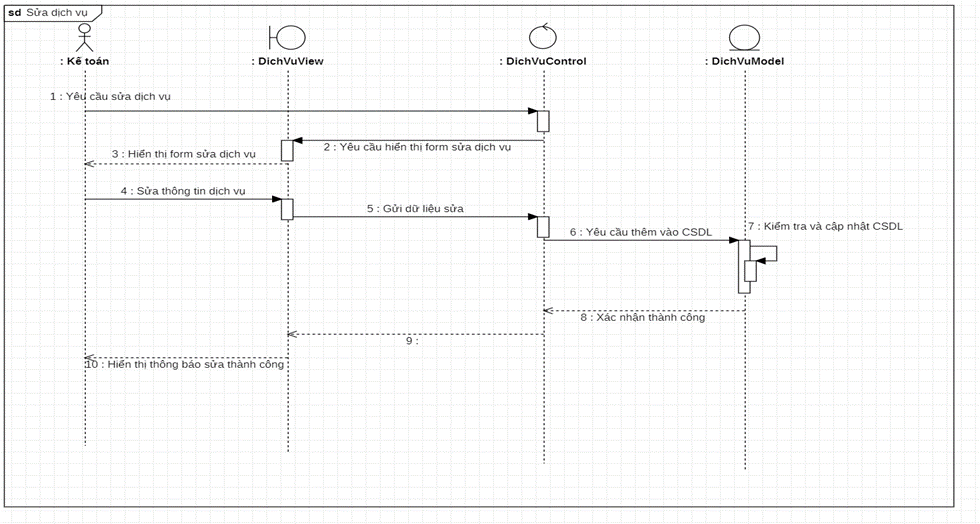 sd Sửa dịch vụ
: Kế toán
: DichVuView
: DichVuControl
: DichVuModel
1 : Yêu cầu sửa dịch vụ
2 : Yêu cầu hiển thị form sửa dịch vụ
3 : Hiển thị form sửa dịch vụ
4 : Sửa thông tin dịch vụ
5 : Gửi dữ liệu sửa
6 : Yêu cầu thêm vào CSDL
7 : Kiểm tra và cập nhật CSDL
8 : Xác nhận thành công
9 :
10 : Hiển thị thông báo sửa thành công